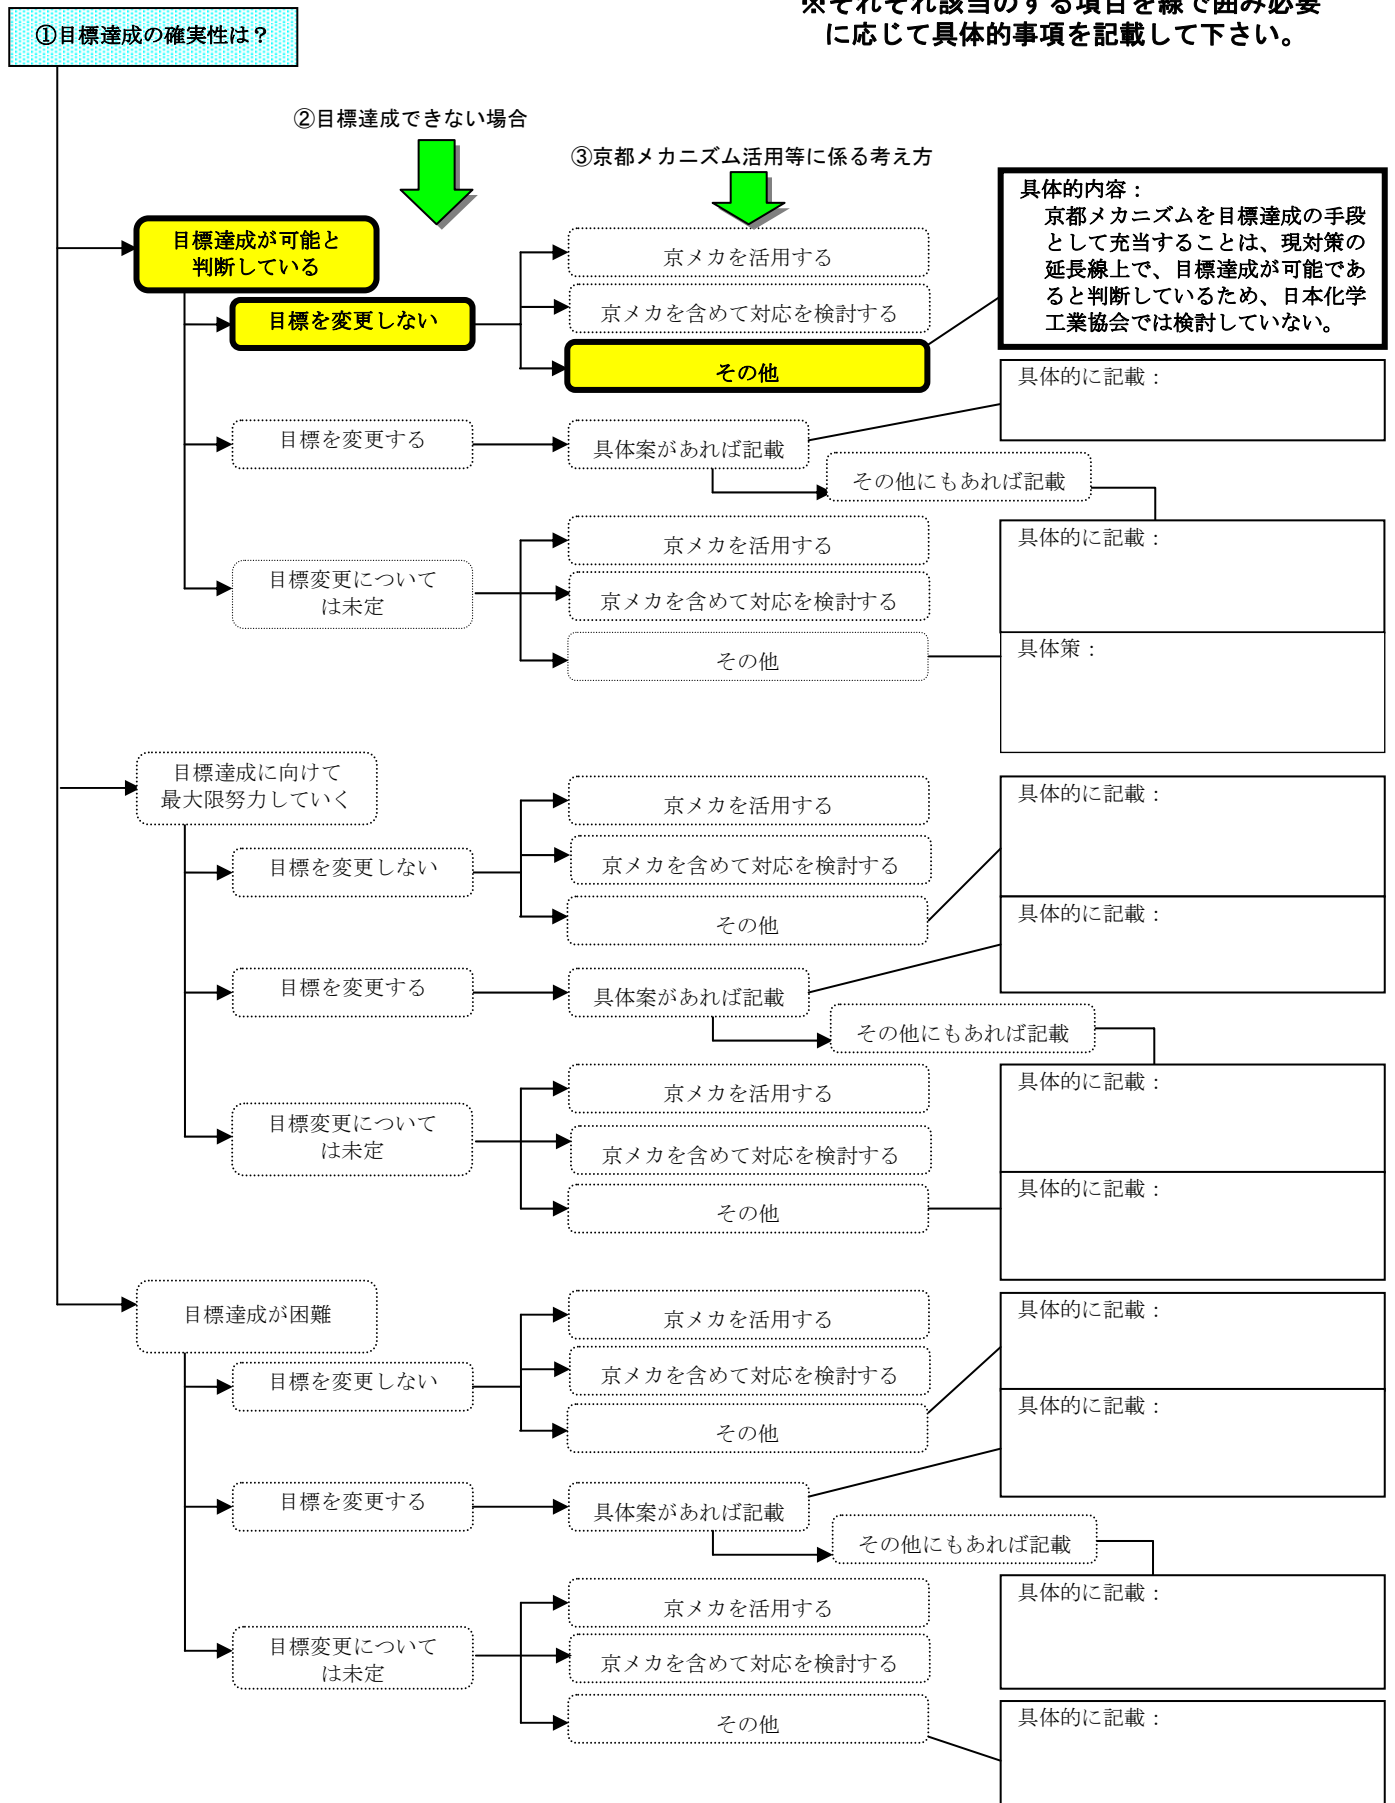 ※それぞれ該当のする項目を線で囲み必要
に応じて具体的事項を記載して下さい。
①目標達成の確実性は？
②目標達成できない場合
③京都メカニズム活用等に係る考え方
目標達成が可能と
判断している
目標を変更しない
京メカを活用する
京メカを含めて対応を検討する
その他
具体的内容：
京都メカニズムを目標達成の手段
として充当することは、現対策の
延長線上で、目標達成が可能であ
ると判断しているため、日本化学
工業協会では検討していない。
目標を変更する
具体案があれば記載
具体的に記載：
その他にもあれば記載
具体的に記載：
目標変更について
は未定
京メカを活用する
京メカを含めて対応を検討する
その他
具体策：
目標達成に向けて
最大限努力していく
目標を変更しない
京メカを活用する
京メカを含めて対応を検討する
その他
具体的に記載：
目標を変更する
具体案があれば記載
具体的に記載：
その他にもあれば記載
具体的に記載：
目標変更について
は未定
京メカを活用する
京メカを含めて対応を検討する
その他
具体的に記載：
目標達成が困難
目標を変更しない
京メカを活用する
京メカを含めて対応を検討する
その他
具体的に記載：
目標を変更する
具体案があれば記載
具体的に記載：
その他にもあれば記載
具体的に記載：
目標変更について
は未定
京メカを活用する
京メカを含めて対応を検討する
その他
具体的に記載：